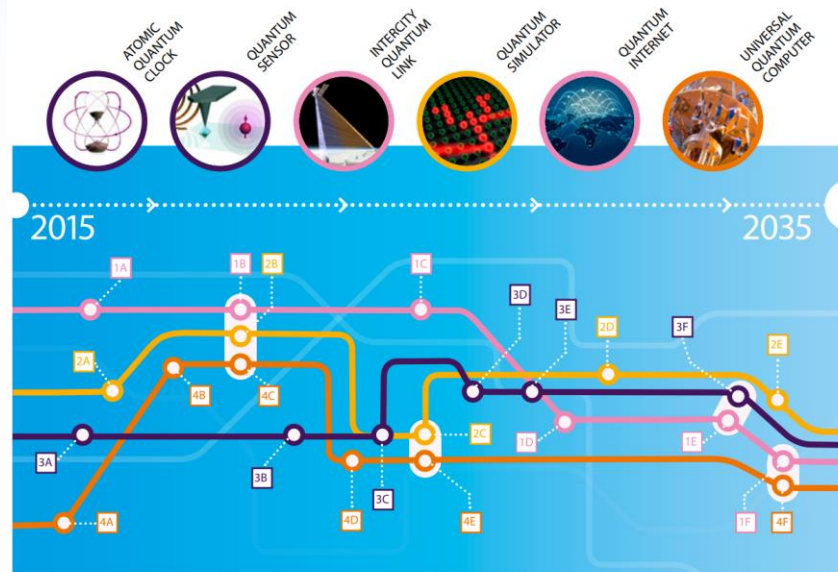 ATOMIC
QUANTUM
CLOCK
QUANTUM
SENSOR
INTERCITY
QUANTUM
LINK
QUANTUM
SIMULATOR
QUANTUM
INTERNET
UNIVERSAL
QUANTUM
COMPUTER
2015
2035
1A
1B
2B
1C
3D
3E
2D
3F
2E
2A
4B
4C
3A
3B
3C
2C
1D
1E
4A
4D
4E
1F
4F